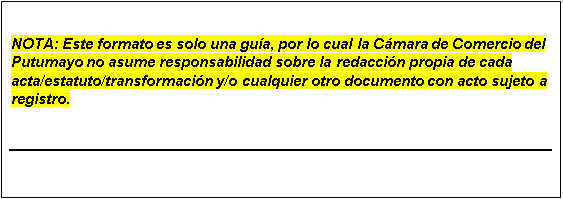 NOTA: Este formato es solo una guía, por lo cual la Cámara de Comercio del
Putumayo no asume responsabilidad sobre la redacción propia de cada
acta/estatuto/transformación y/o cualquier otro documento con acto sujeto a
registro.